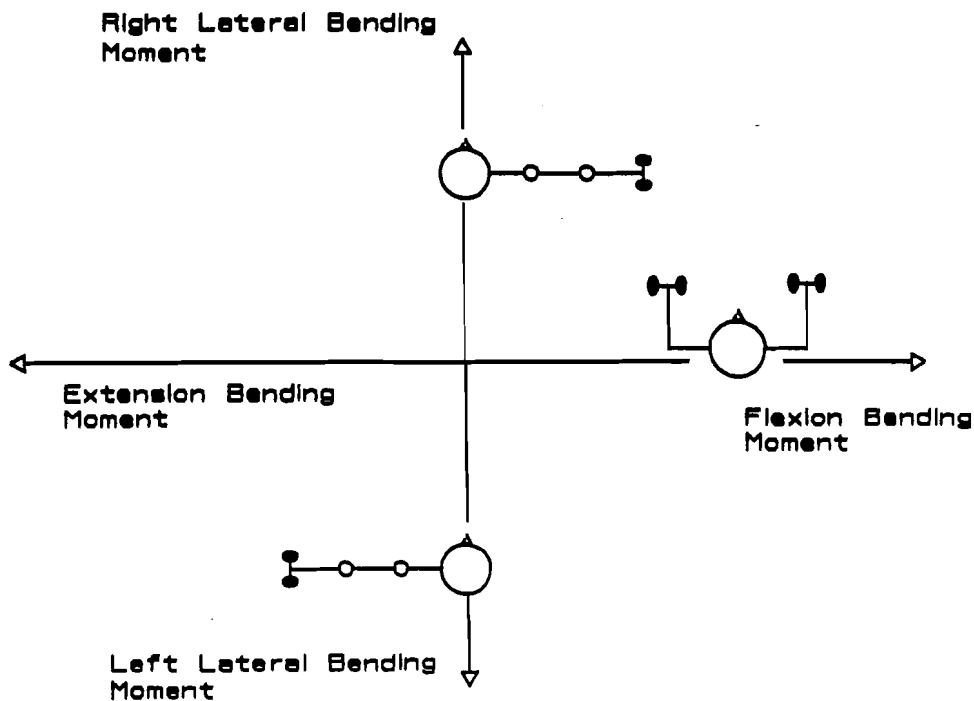 Right Lateral Bending
Moment
Extension Bending
Moment
Flexion Bending
Moment
Left Lateral Bending
Moment